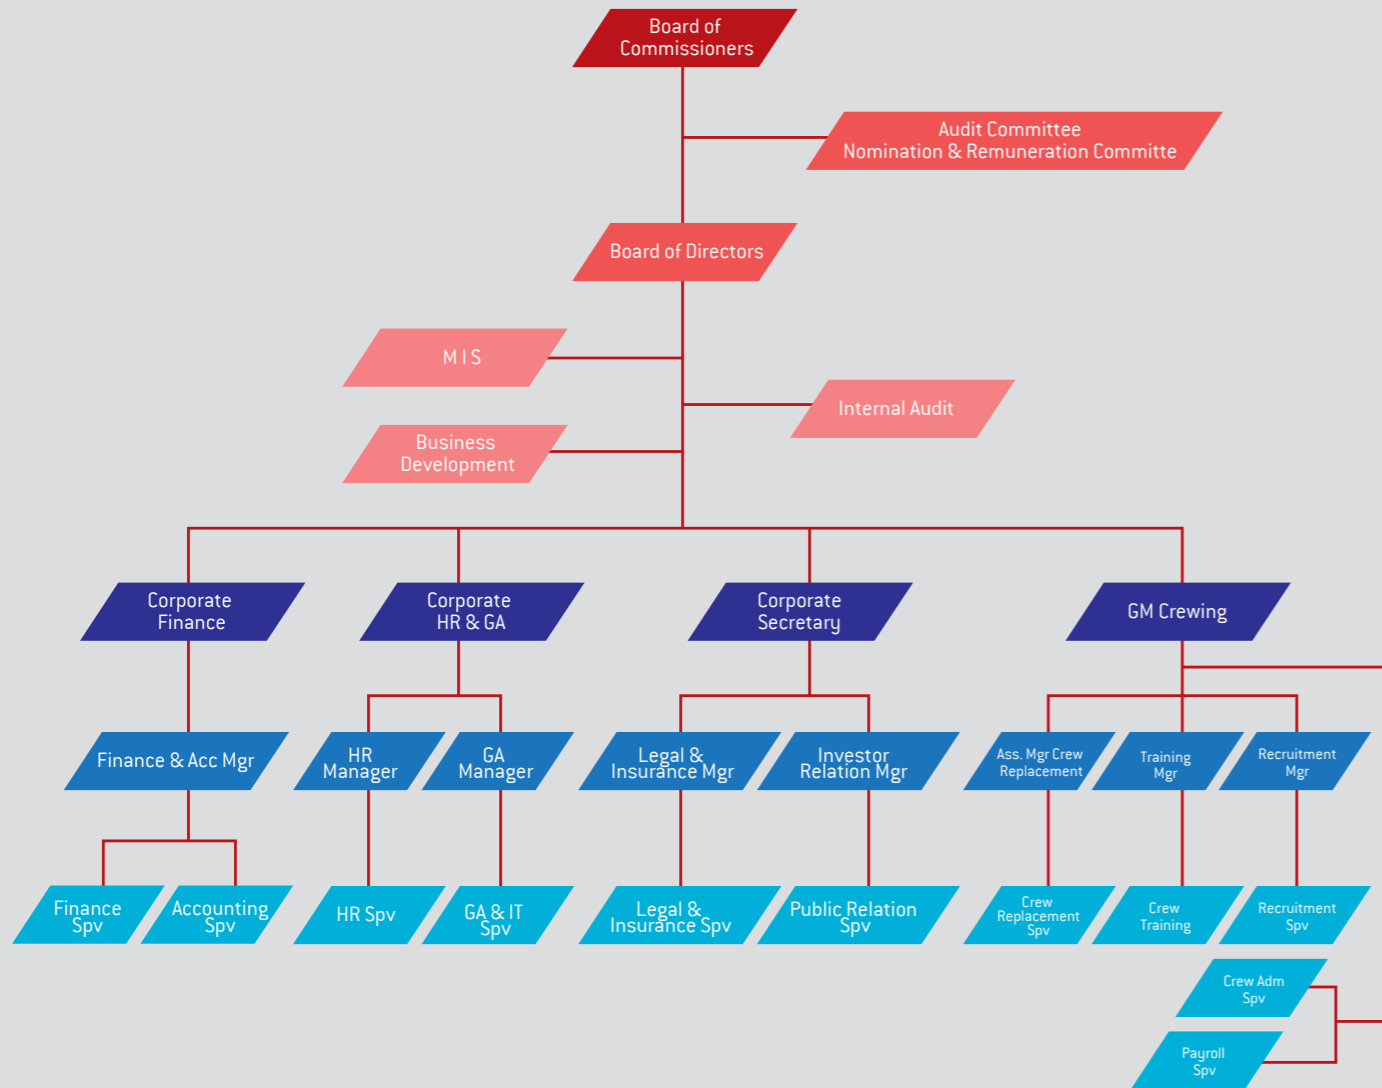 Board of
Commissioners
Audit Committee
Nomination & Remuneration Committe
Board of Directors
M I S
Internal Audit
Business
Development
Corporate
Finance
Corporate
HR & GA
Corporate
Secretary
GM Crewing
Finance & Acc Mgr
HR
Manager
GA
Manager
Legal &
Insurance Mgr
Investor
Relation Mgr
Ass. Mgr Crew
Replacement
Training
Mgr
Recruitment
Mgr
Finance
Spv
Accounting
Spv
HR Spv
GA & IT
Spv
Legal &
Insurance Spv
Public Relation
Spv
Crew
Replacement
Spv
Crew
Training
Recruitment
Spv
Crew Adm
Spv
Payroll
Spv